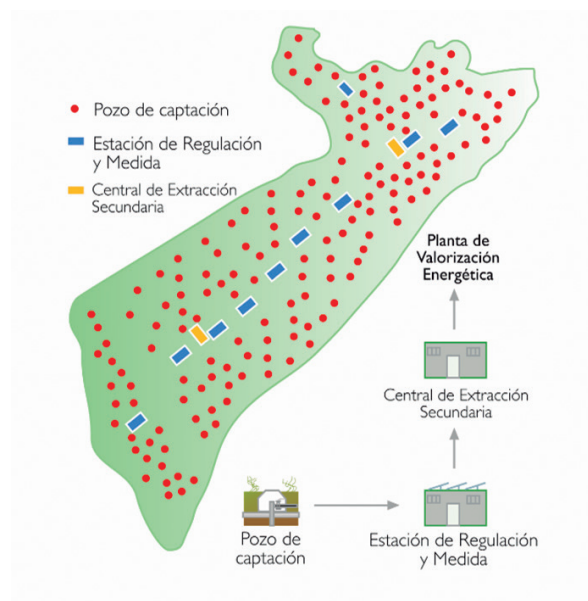 Pozo de captación
Estación de Regulación
y Medida
Central de Extracción
Secundaria
Planta de
Valorización
Energética
Central de Extracción
Secundaria
Pozo de
captación
Estación de Regulación
y Medida